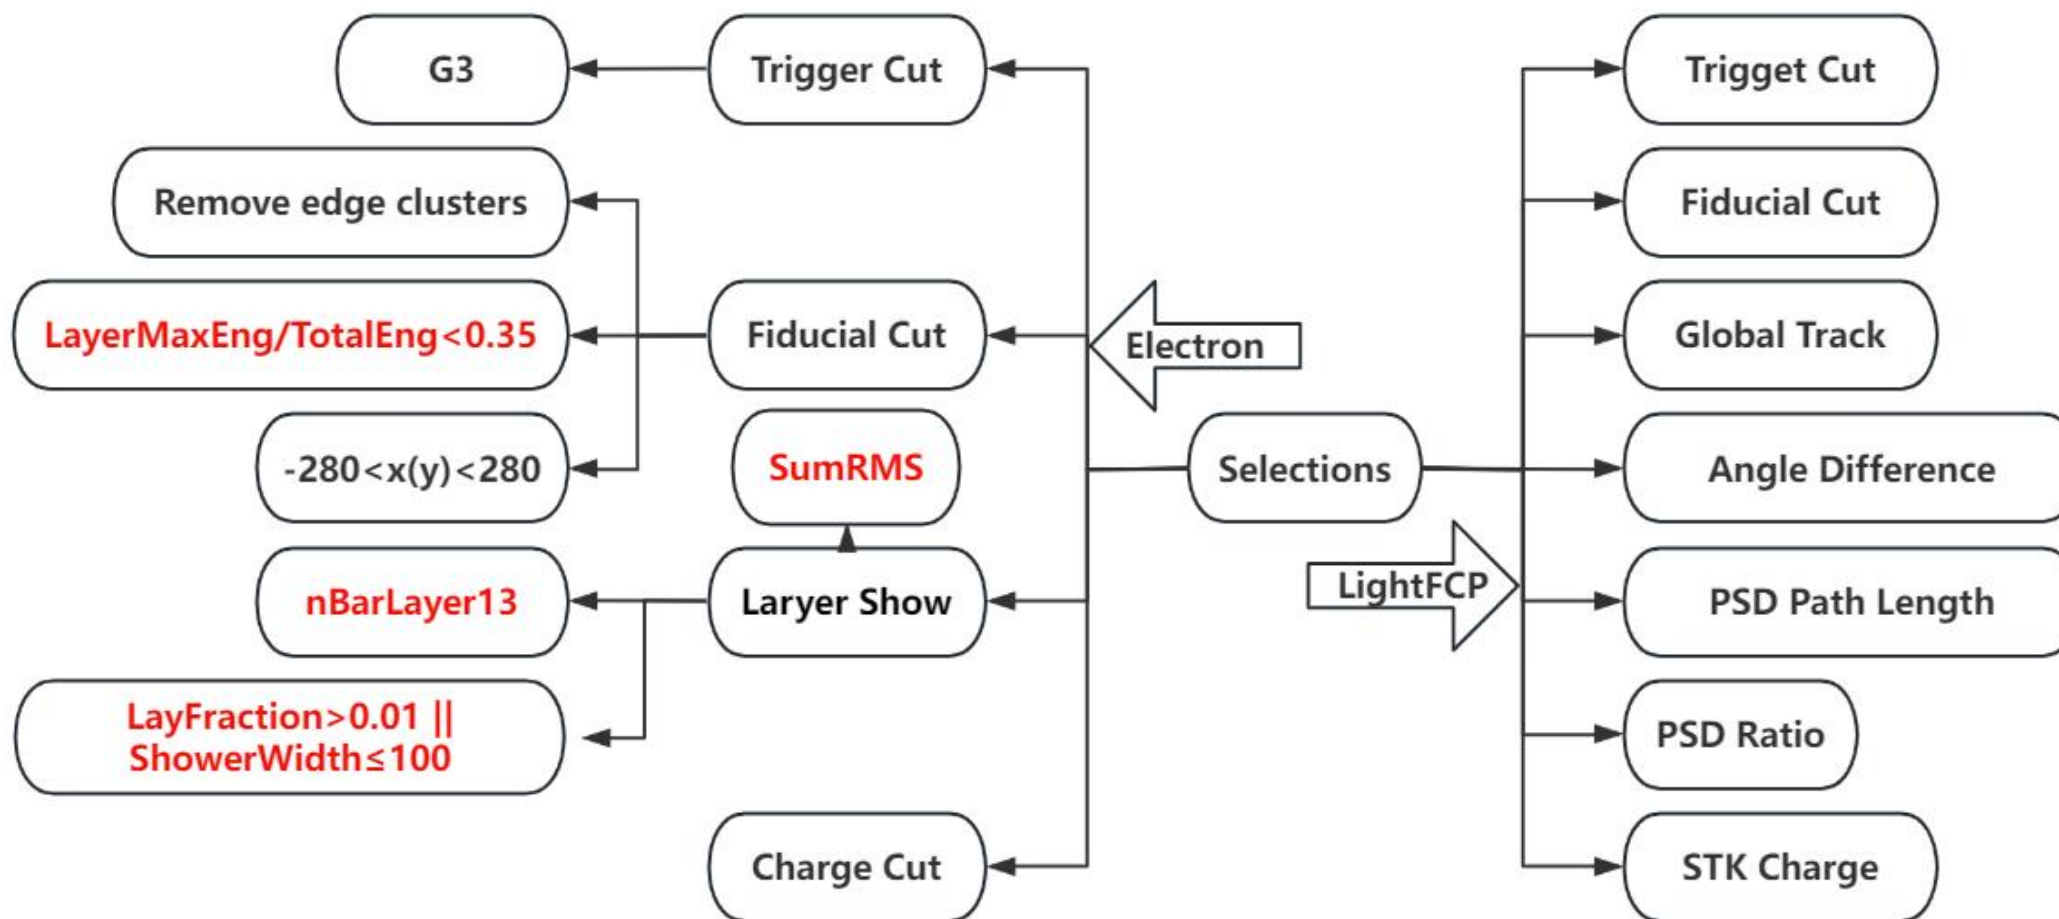 G3
Trigger Cut
Trigget Cut
Remove edge clusters
Fiducial Cut
LayerMaxEng/TotalEng<0.35
Fiducial Cut
Electron
Global Track
-280<x(y)<280
SumRMS
Selections
Angle Difference
nBarLayer13
Laryer Show
LightFCP
PSD Path Length
LayFraction>0.01 ||
ShowerWidth≤100
PSD Ratio
Charge Cut
STK Charge